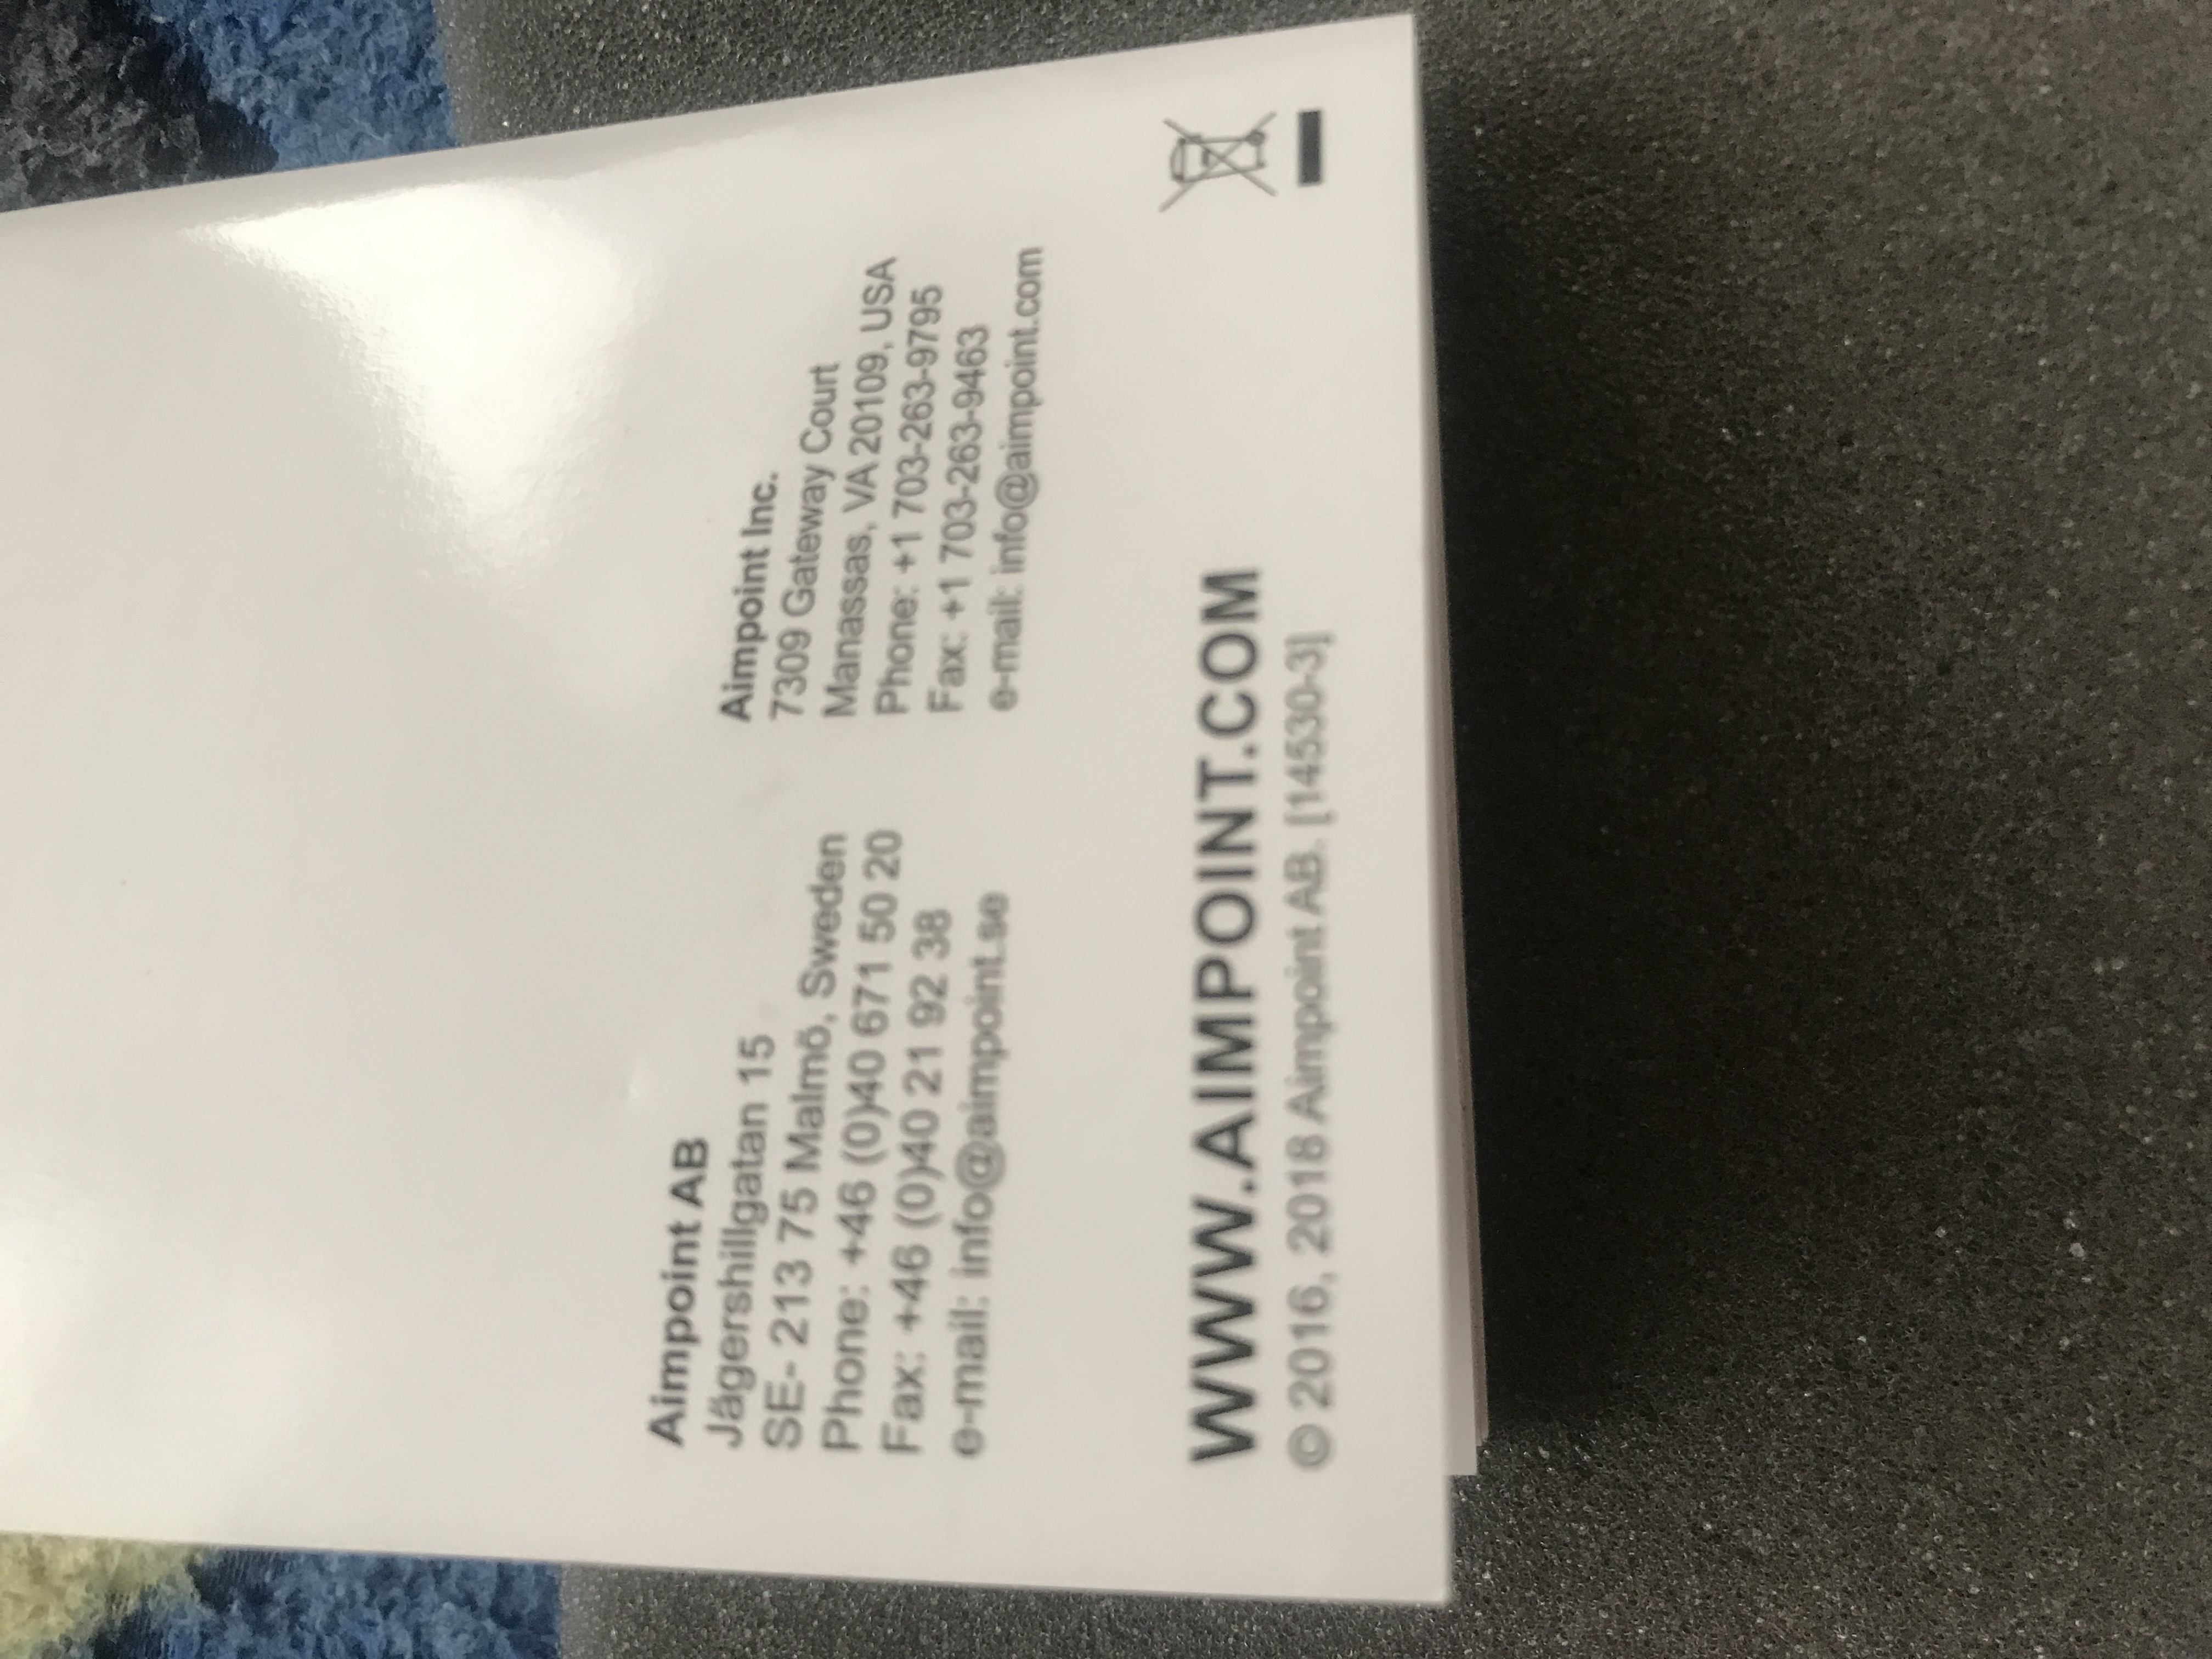 Aimpoint AB
Jägershillgatan 15
SE- 213 75 Malmö, Sweden
Phone: +46 (0)40 671 50 20
Fax: +46 (0)40 21 92 38
e-mail: info@aimpoint.se
Aimpoint Inc.
7309 Gateway Court
Manassas, VA 20109, USA
Phone: +1 703-263-9795
Fax: +1 703-263-9463
e-mail: info@aimpoint.com
WWW.AIMPOINT.COM
© 2016, 2018 Aimpoint AB. [14530-3]